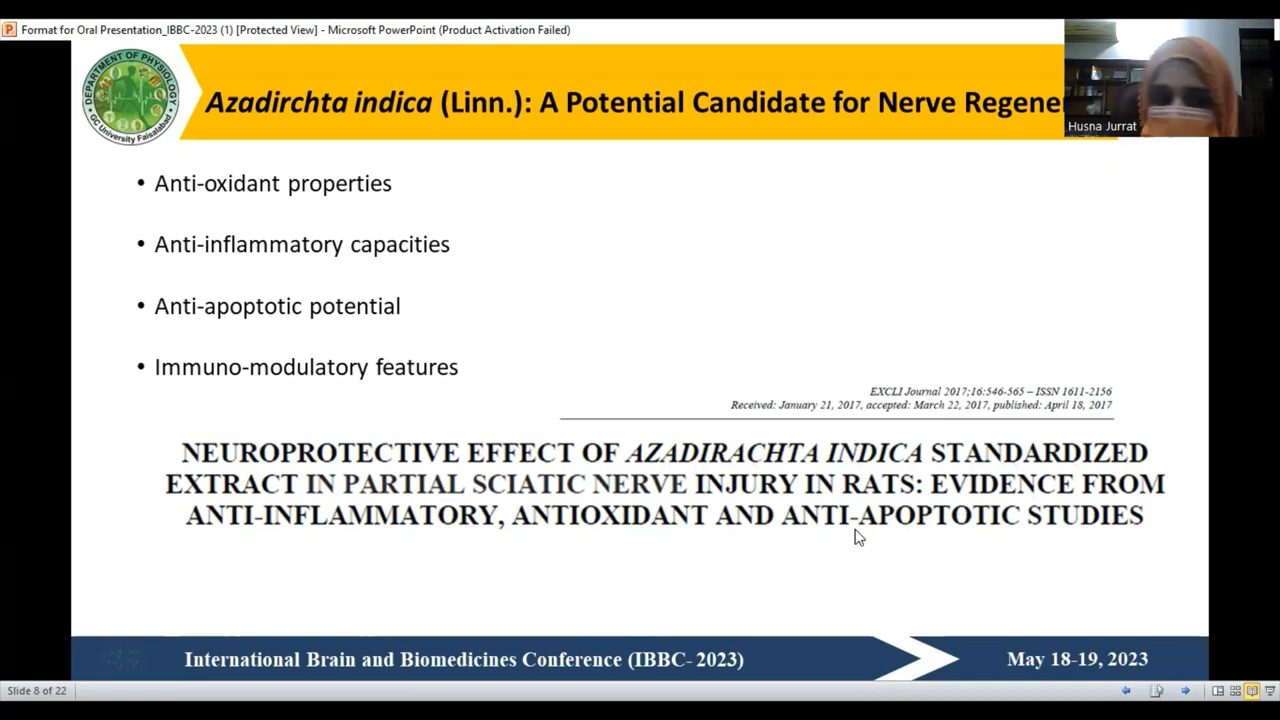 Format for Oral Presentation_IBBC-2023 (1) [Protected View] - Microsoft PowerPoint (Product Activation Failed)
DEPARTMENT OF PHYSIOLOGY
GC University Faisalabad
Azadirchta indica (Linn.): A Potential Candidate for Nerve Regene
Husna Jurrat
• Anti-oxidant properties
• Anti-inflammatory capacities
• Anti-apoptotic potential
• Immuno-modulatory features
EXCLI Journal 2017;16:546-565 – ISSN 1611-2156
Received: January 21, 2017, accepted: March 22, 2017, published: April 18, 2017
NEUROPROTECTIVE EFFECT OF AZADIRACHTA INDICA STANDARDIZED
EXTRACT IN PARTIAL SCIATIC NERVE INJURY IN RATS: EVIDENCE FROM
ANTI-INFLAMMATORY, ANTIOXIDANT AND ANTI-APOPTOTIC STUDIES
International Brain and Biomedicines Conference (IBBC- 2023)
May 18-19, 2023
Slide 8 of 22